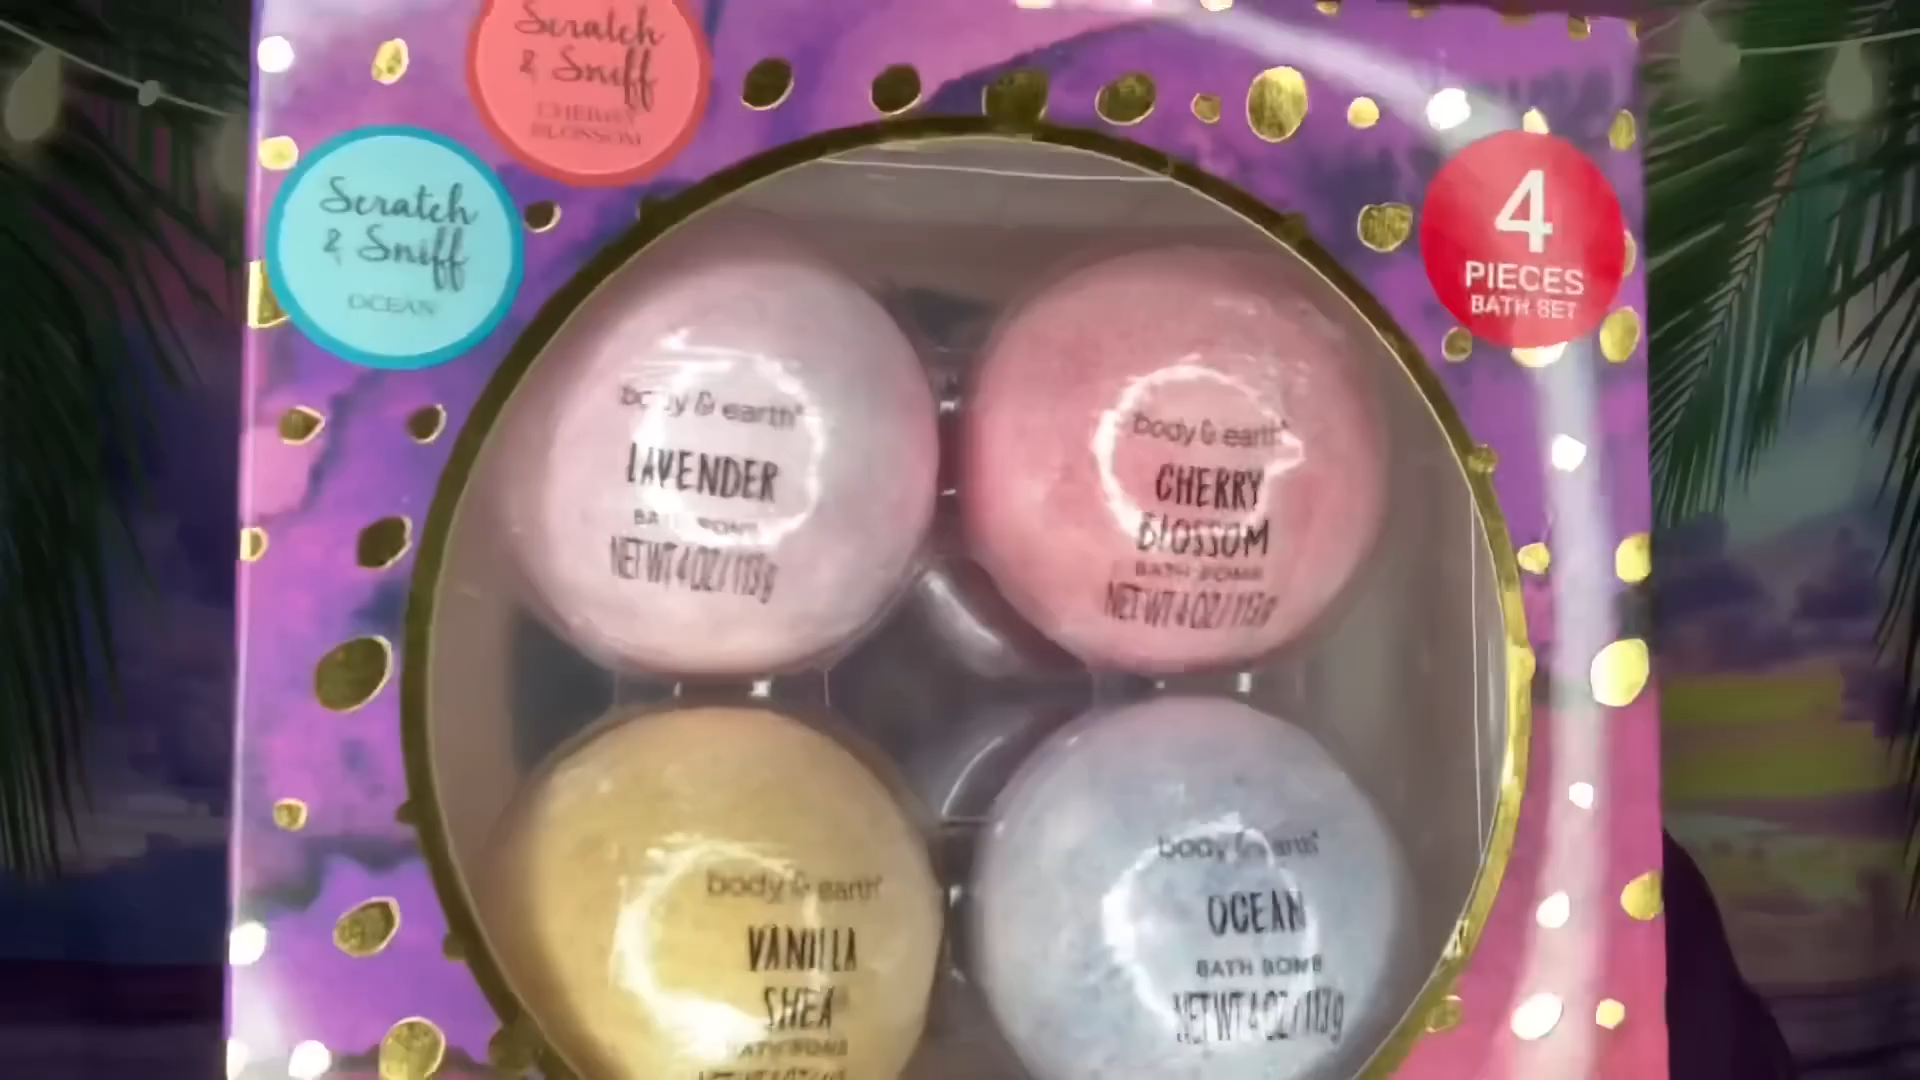 Scratch
& Sniff
CHERRY
BLOSSOM
Scratch
& Sniff
OCEAN
4
PIECES
BATH SET
body & earth
LAVENDER
BATH BOMB
NET WT 4 OZ / 113g
body & earth
CHERRY
BLOSSOM
BATH BOMB
NET WT 4 OZ / 113g
body & earth
VANILLA
SHEA
BATH BOMB
body & earth
OCEAN
BATH BOMB
NET WT 4 OZ / 113g